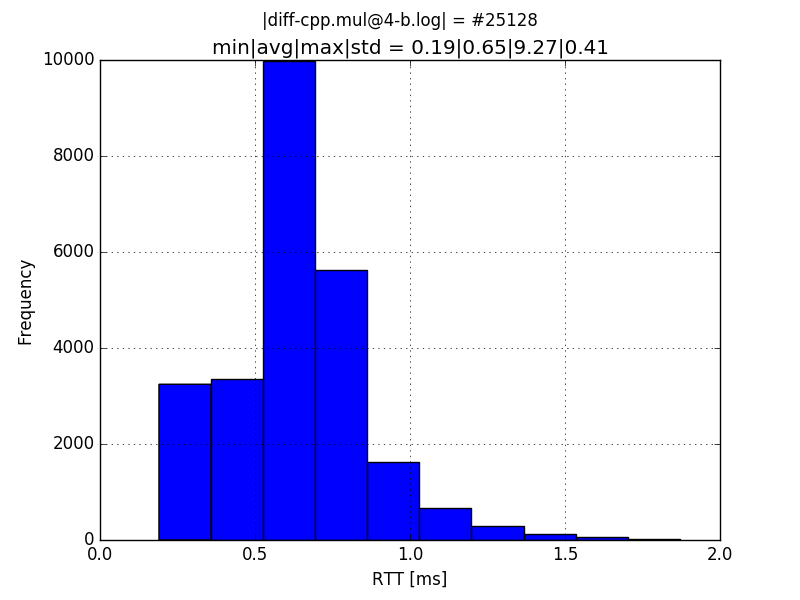 |diff-cpp.mul@4-b.log| = #25128
min|avg|max|std = 0.19|0.65|9.27|0.41
10000
8000
6000
4000
2000
0
Frequency
0.0 0.5 1.0 1.5 2.0
RTT [ms]